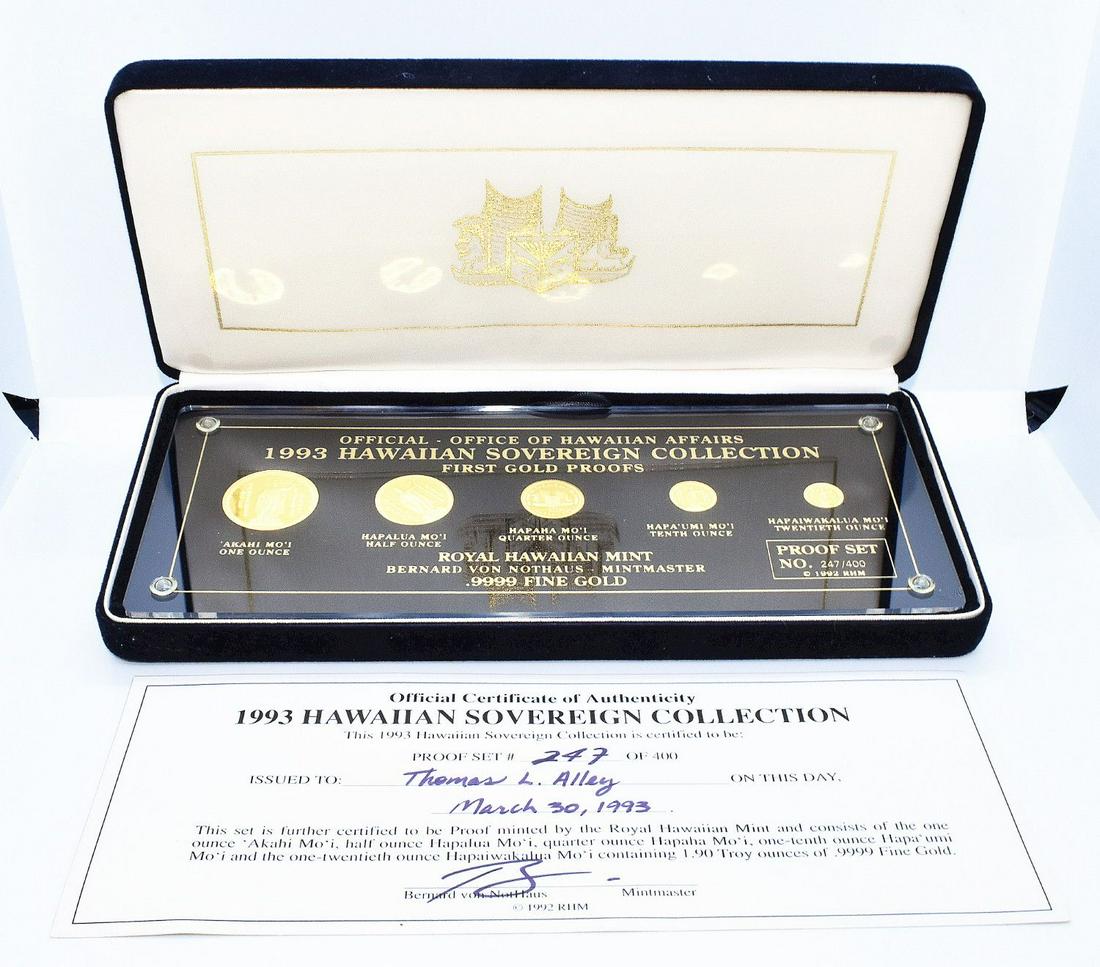 OFFICIAL - OFFICE OF HAWAIIAN AFFAIRS
1993 HAWAIIAN SOVEREIGN COLLECTION
FIRST GOLD PROOFS
'AKAHI MO'I
ONE OUNCE
HAPALUA MO'I
HALF OUNCE
HAPAHA MO'I
QUARTER OUNCE
HAPA'UMI MO'I
TENTH OUNCE
HAPAIWAKALUA MO'I
TWENTIETH OUNCE
ROYAL HAWAIIAN MINT
BERNARD VON NOTHAUS - MINTMASTER
.9999 FINE GOLD
PROOF SET
NO. 247/400
© 1992 RHM
Official Certificate of Authenticity
1993 HAWAIIAN SOVEREIGN COLLECTION
This 1993 Hawaiian Sovereign Collection is certified to be:
PROOF SET # 247 OF 400
ISSUED TO: Thomas L. Alley ON THIS DAY,
March 30, 1993.
This set is further certified to be Proof minted by the Royal Hawaiian Mint and consists of the one
ounce 'Akahi Mo'i, half ounce Hapalua Mo'i, quarter ounce Hapaha Mo'i, one-tenth ounce Hapa'umi
Mo'i and the one-twentieth ounce Hapaiwakalua Mo'i containing 1.90 Troy ounces of .9999 Fine Gold.
Bernard von NotHaus Mintmaster
© 1992 RHM